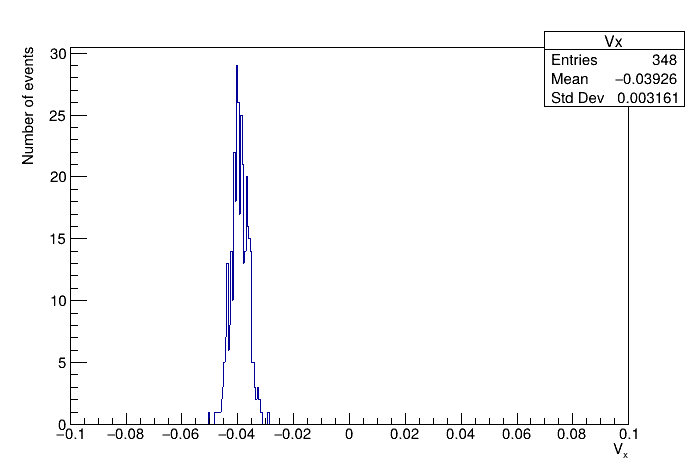 Vx
Entries 348
Mean −0.03926
Std Dev 0.003161
Number of events
30
25
20
15
10
5
0
−0.1 −0.08 −0.06 −0.04 −0.02 0 0.02 0.04 0.06 0.08 0.1
Vx